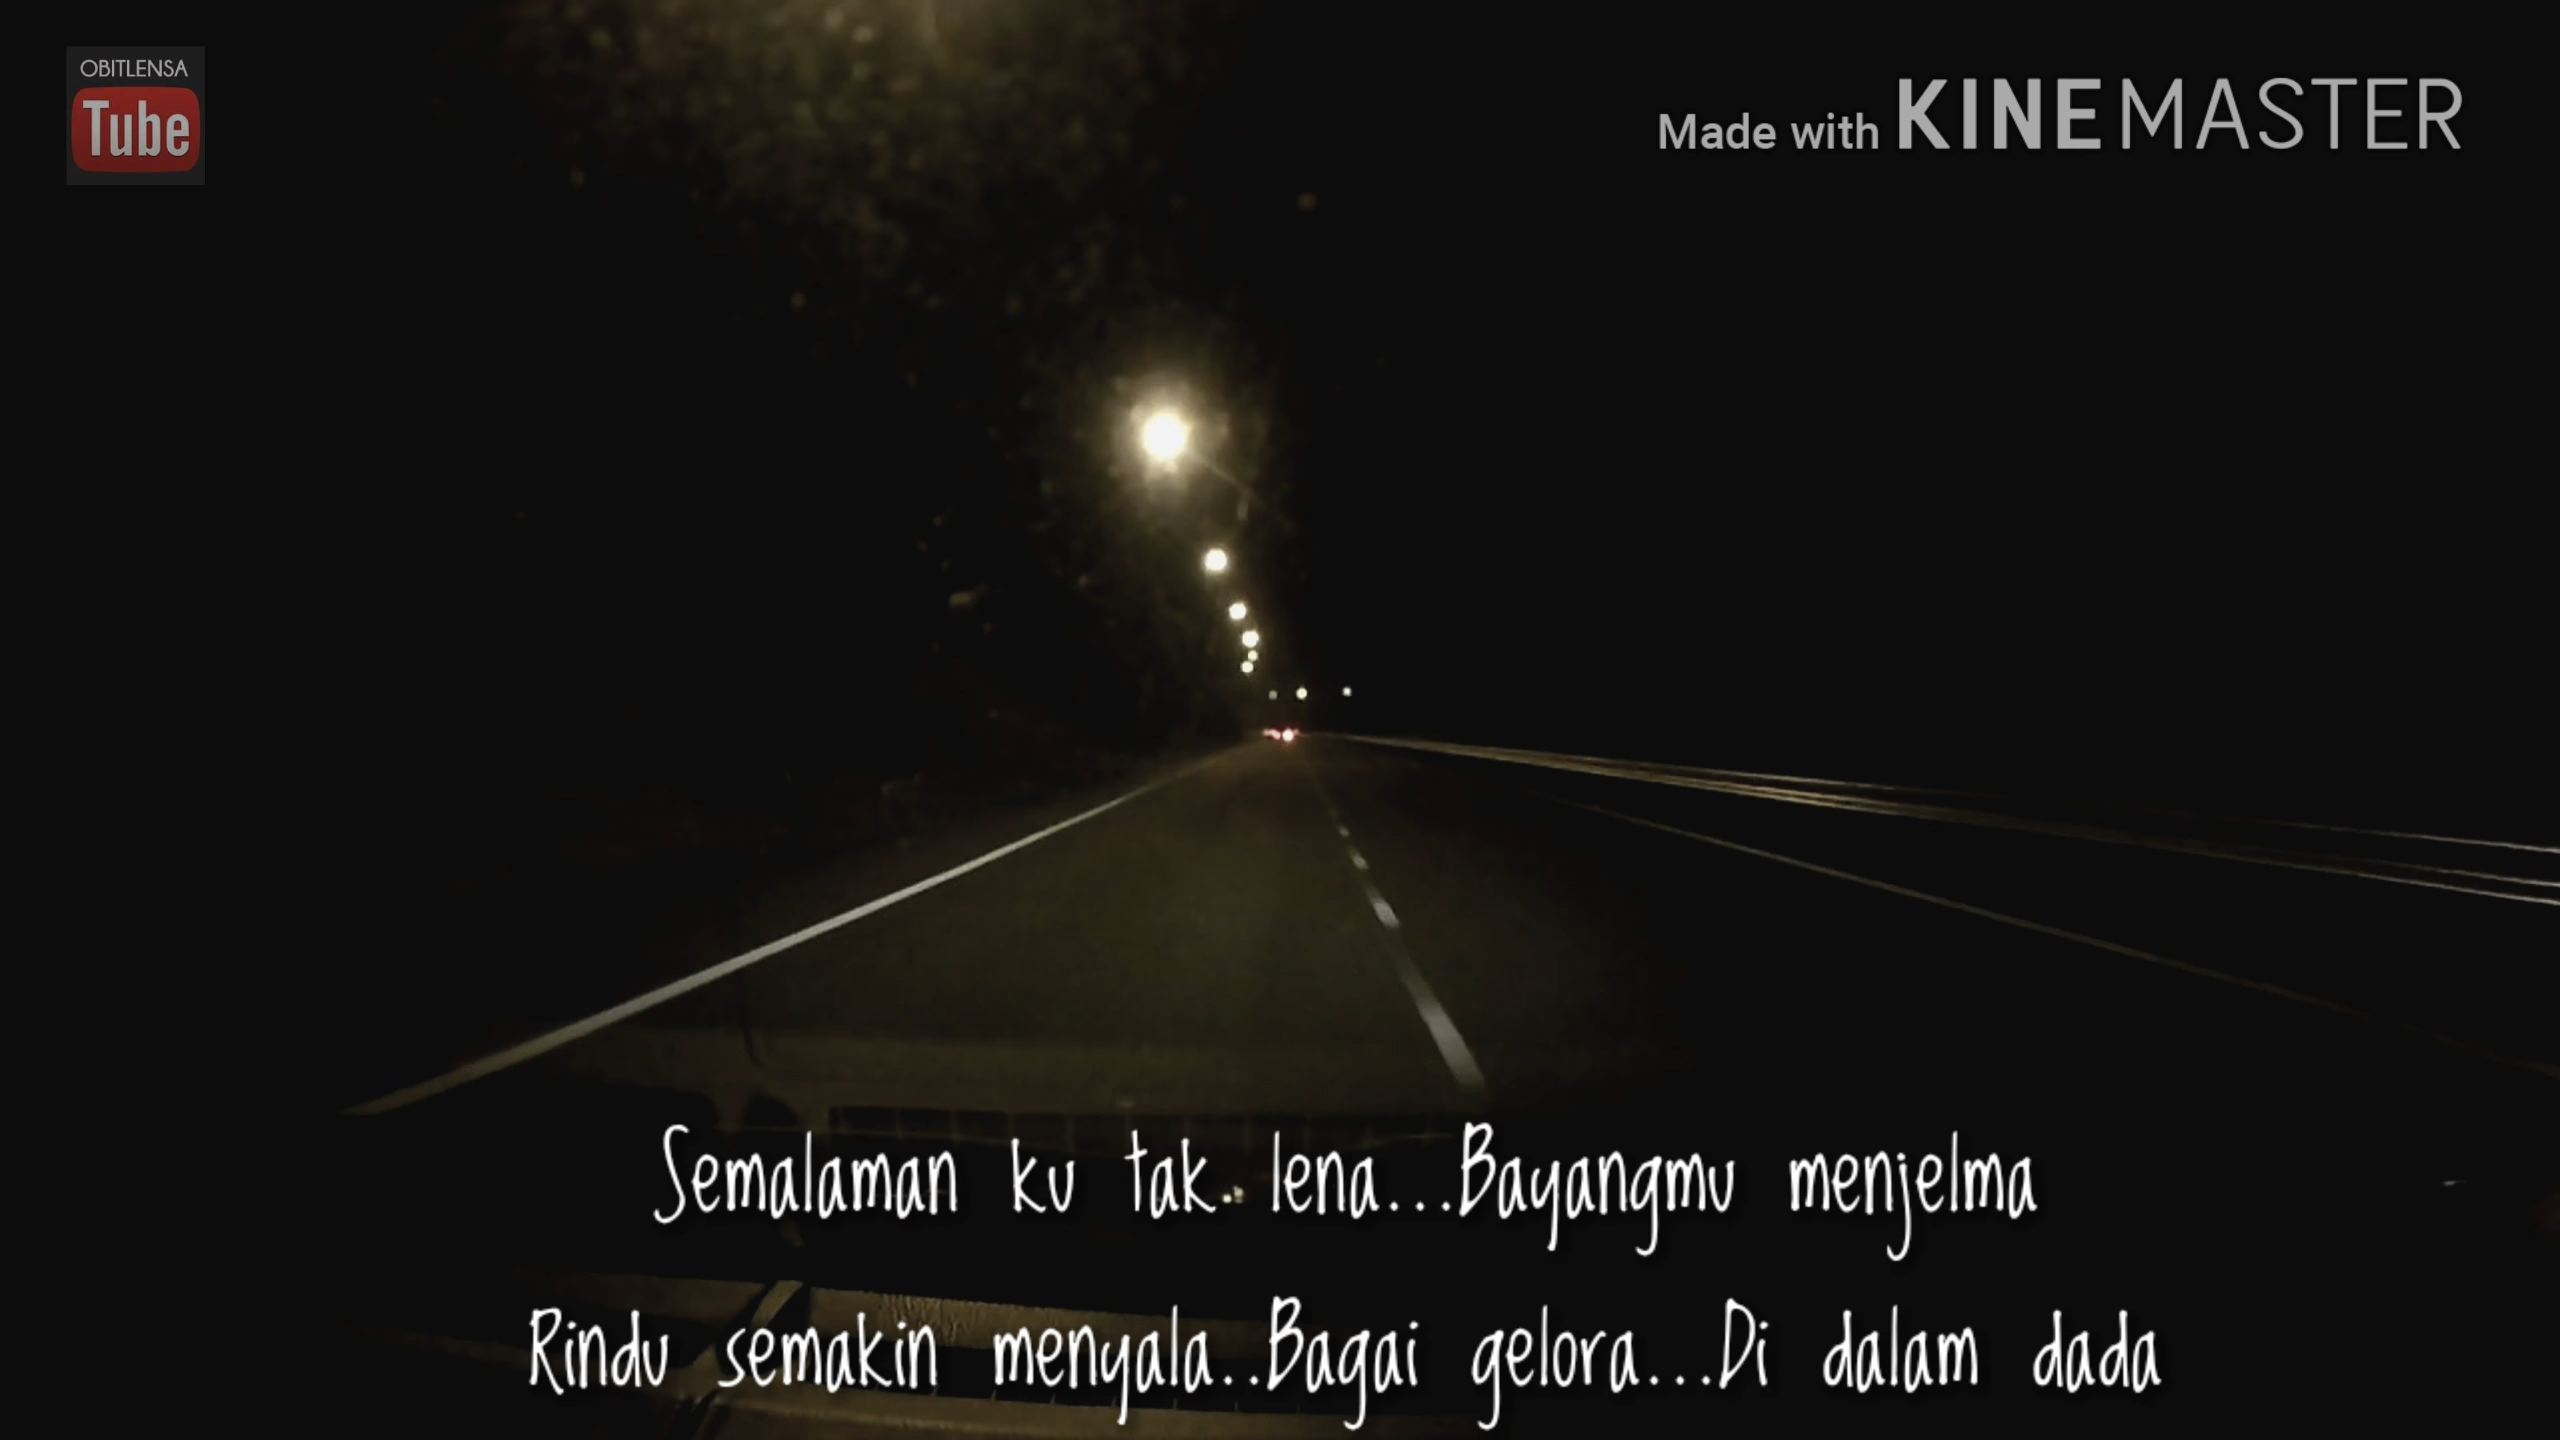 OBITLENSA
Tube
Made with KINEMASTER
Semalaman ku tak lena...Bayangmu menjelma
Rindu semakin menyala..Bagai gelora...Di dalam dada